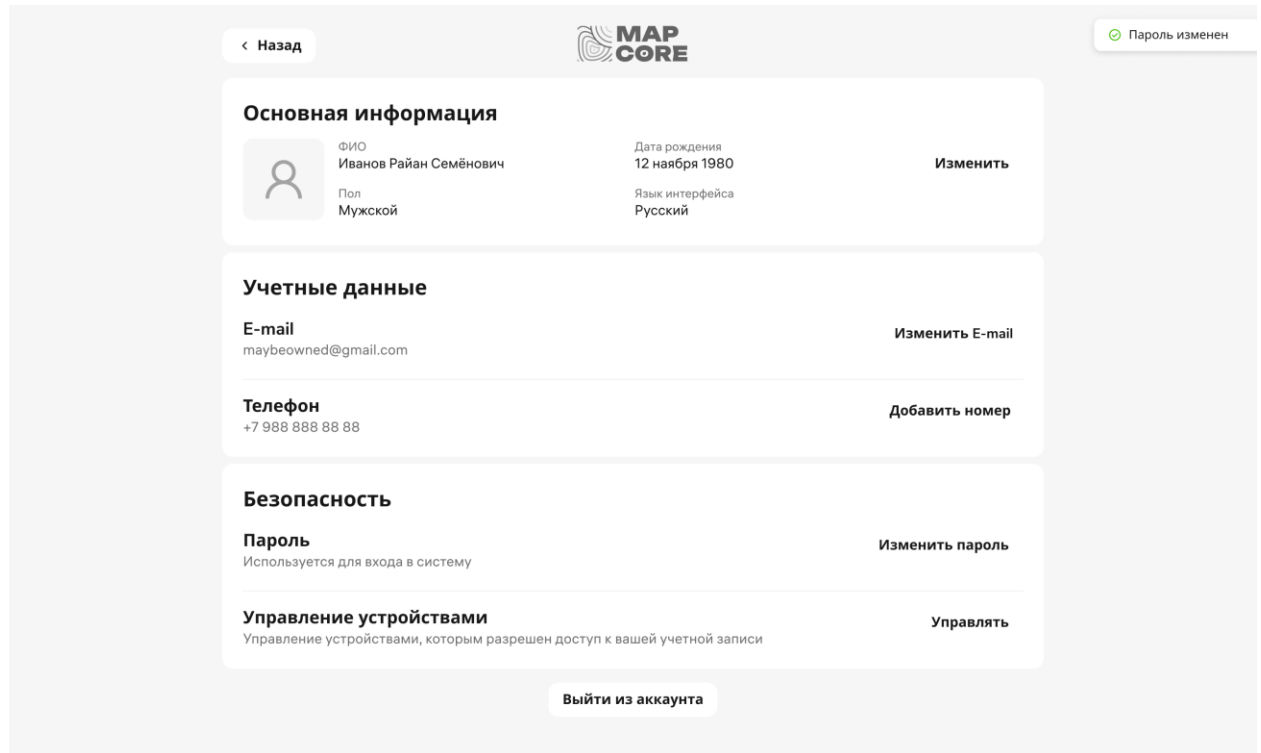 Назад
MAP
CORE
Пароль изменен
Основная информация
ФИО
Иванов Райан Семёнович
Дата рождения
12 наября 1980
Изменить
Пол
Мужской
Язык интерфейса
Русский
Учетные данные
E-mail
maybeowned@gmail.com
Изменить E-mail
Телефон
+7 988 888 88 88
Добавить номер
Безопасность
Пароль
Используется для входа в систему
Изменить пароль
Управление устройствами
Управление устройствами, которым разрешен доступ к вашей учетной записи
Управлять
Выйти из аккаунта